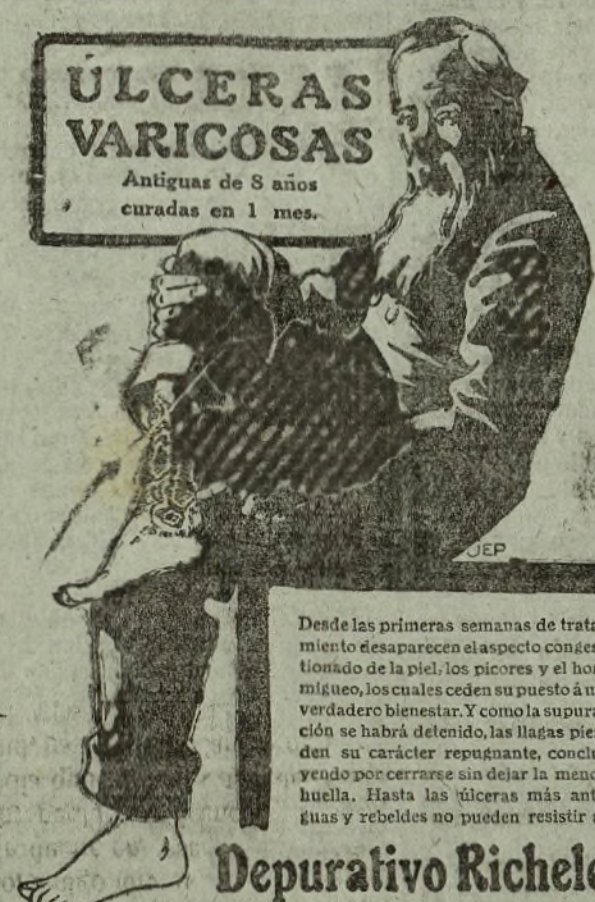 ÚLCERAS
VARICOSAS
Antiguas de 8 años
curadas en 1 mes.
JEP
Desde las primeras semanas de trata
miento desaparecen el aspecto conges
tionado de la piel, los picores y el hor
migueo, los cuales ceden su puesto á u
verdadero bienestar. Y como la supura
ción se habrá detenido, las llagas pier
den su carácter repugnante, conclu
yendo por cerrarse sin dejar la meno
huella. Hasta las úlceras más anti
guas y rebeldes no pueden resistir a
Depurativo Richele